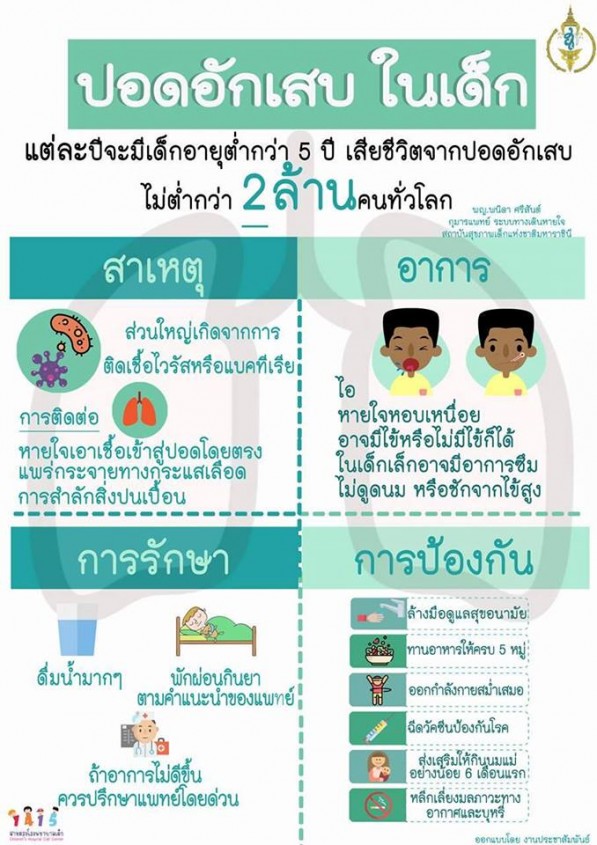 ปอดอักเสบ ในเด็ก
แต่ละปีจะมีเด็กอายุต่ำกว่า 5 ปี เสียชีวิตจากปอดอักเสบ
ไม่ต่ำกว่า 2 ล้าน คนทั่วโลก
พญ.พนิดา ศรีสันต์
กุมารแพทย์ ระบบทางเดินหายใจ
สถาบันสุขภาพเด็กแห่งชาติมหาราชินี
สาเหตุ
ส่วนใหญ่เกิดจากการ
ติดเชื้อไวรัสหรือแบคทีเรีย
การติดต่อ
หายใจเอาเชื้อเข้าสู่ปอดโดยตรง
แพร่กระจายทางกระแสเลือด
การสำลักสิ่งปนเปื้อน
อาการ
ไอ
หายใจหอบเหนื่อย
อาจมีไข้หรือไม่มีไข้ก็ได้
ในเด็กเล็กอาจมีอาการซึม
ไม่ดูดนม หรือชักจากไข้สูง
การรักษา
ดื่มน้ำมากๆ
พักผ่อนกินยา
ตามคำแนะนำของแพทย์
ถ้าอาการไม่ดีขึ้น
ควรปรึกษาแพทย์โดยด่วน
การป้องกัน
ล้างมือดูแลสุขอนามัย
ทานอาหารให้ครบ 5 หมู่
ออกกำลังกายสม่ำเสมอ
ฉีดวัคซีนป้องกันโรค
ส่งเสริมให้กินนมแม่
อย่างน้อย 6 เดือนแรก
หลีกเลี่ยงมลภาวะทาง
อากาศและบุหรี่
1415
สายด่วนโรงพยาบาลเด็ก
Children's Hospital Call Center
ออกแบบโดย งานประชาสัมพันธ์